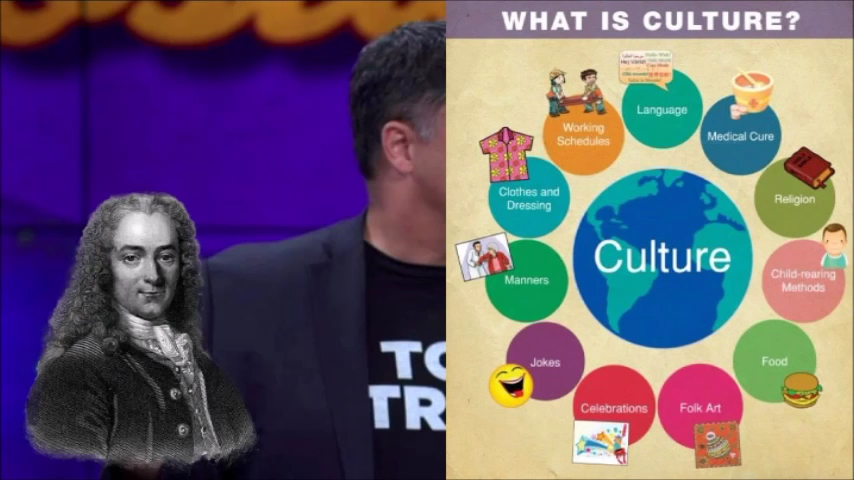 TO
TR
WHAT IS CULTURE?
Language
Working
Schedules
Medical Cure
Clothes and
Dressing
Religion
Culture
Manners
Child-rearing
Methods
Jokes
Food
Celebrations
Folk Art